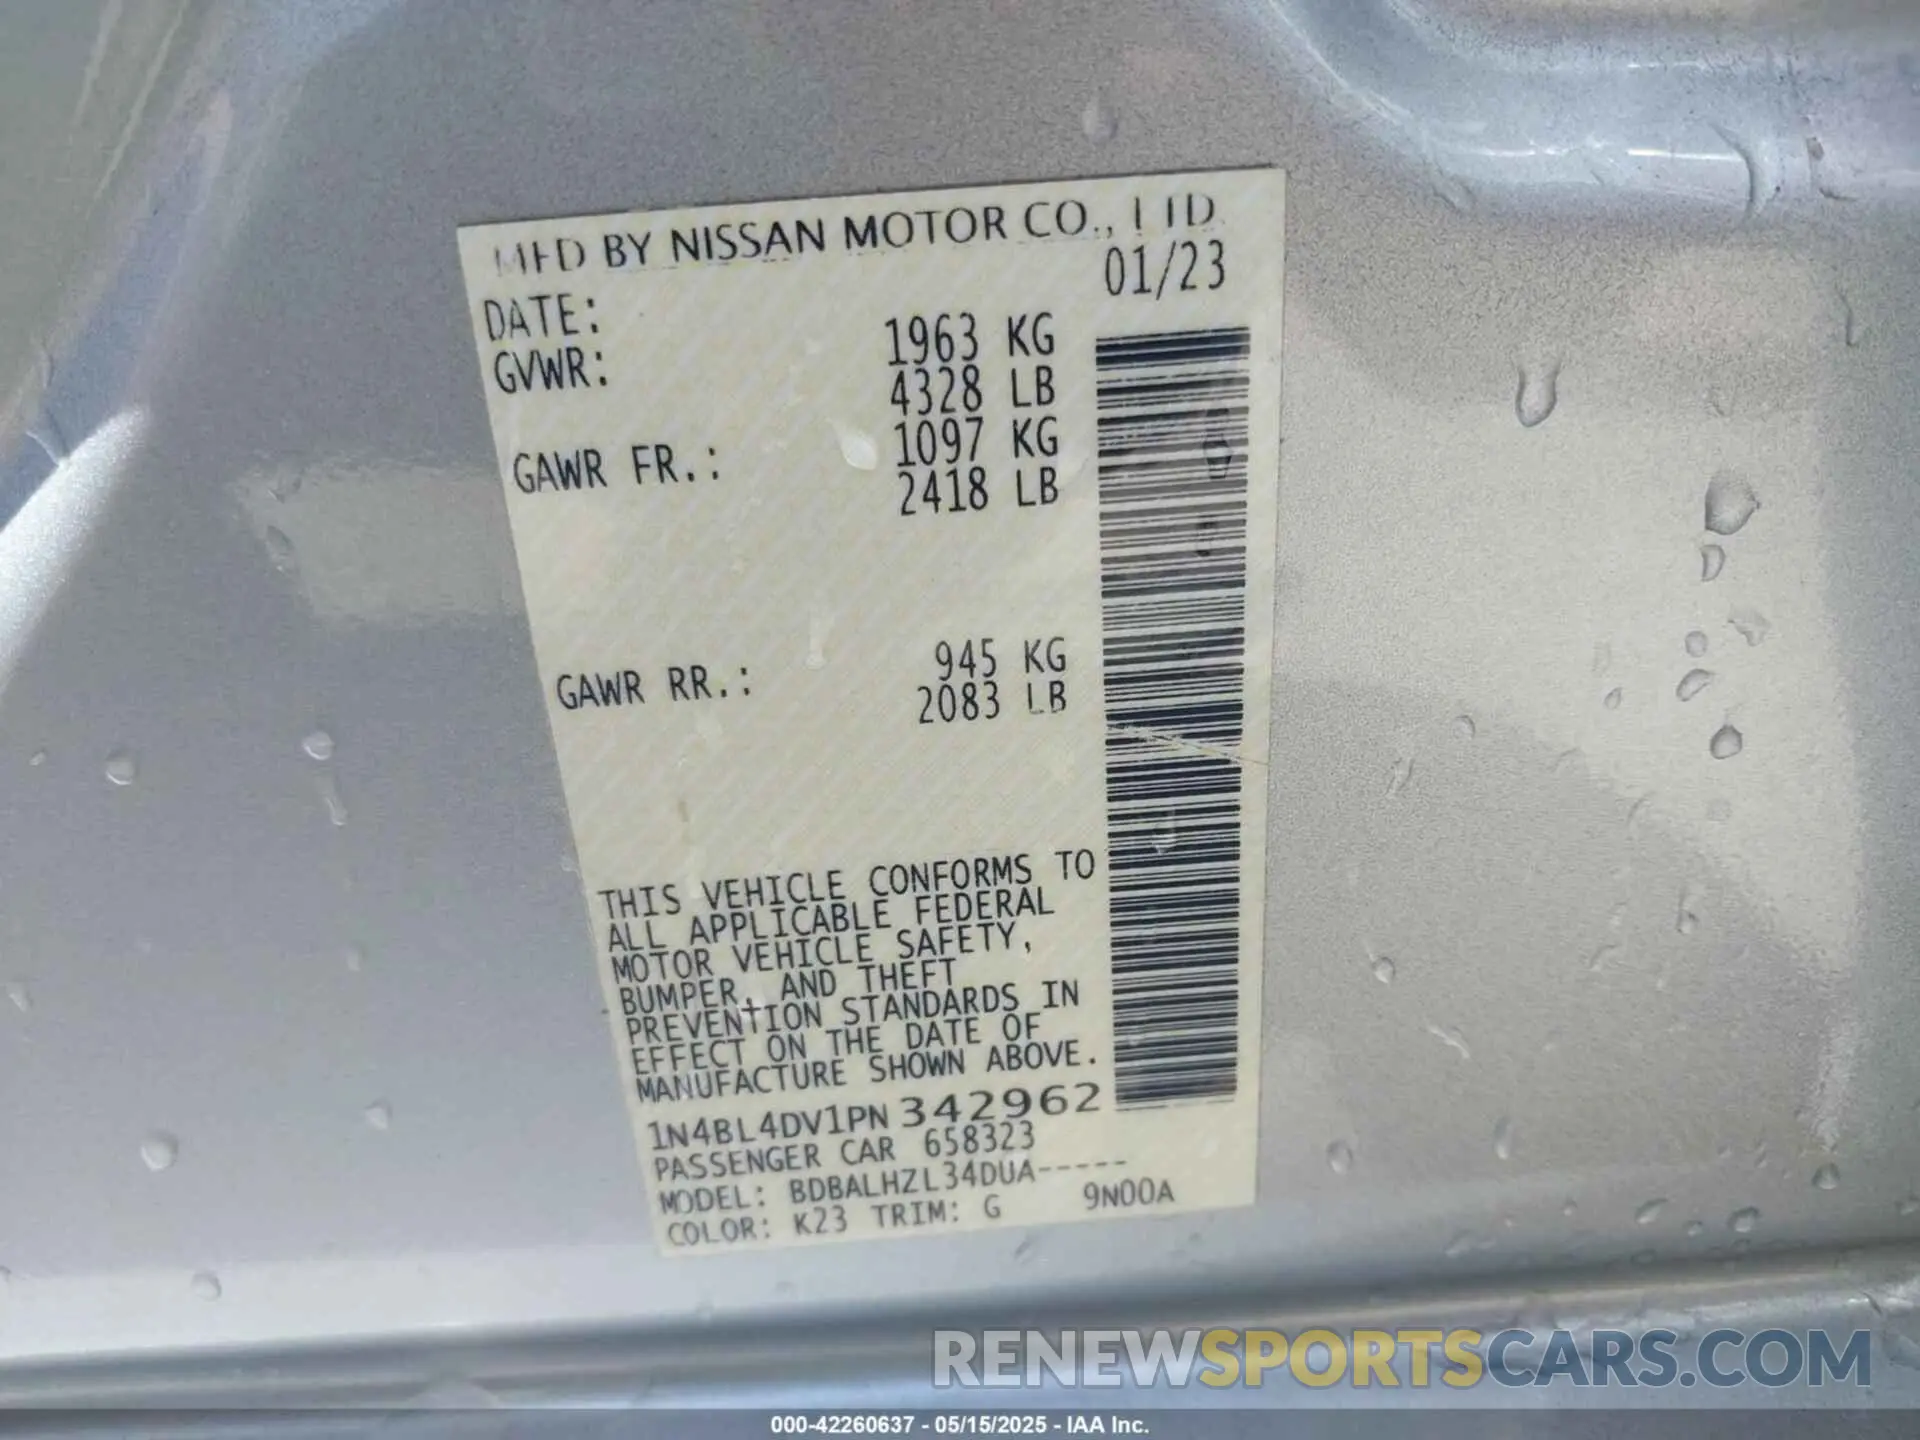 MFD BY NISSAN MOTOR CO., LTD.
DATE: 01/23
GVWR: 1963 KG
4328 LB
GAWR FR.: 1097 KG
2418 LB
GAWR RR.: 945 KG
2083 LB
THIS VEHICLE CONFORMS TO
ALL APPLICABLE FEDERAL
MOTOR VEHICLE SAFETY,
BUMPER, AND THEFT
PREVENTION STANDARDS IN
EFFECT ON THE DATE OF
MANUFACTURE SHOWN ABOVE.
1N4BL4DV1PN342962
PASSENGER CAR 658323
MODEL: BDBALHZL34DUA-----
COLOR: K23 TRIM: G 9N00A
RENEWSPORTSCARS.COM
000-42260637 - 05/15/2025 - IAA Inc.